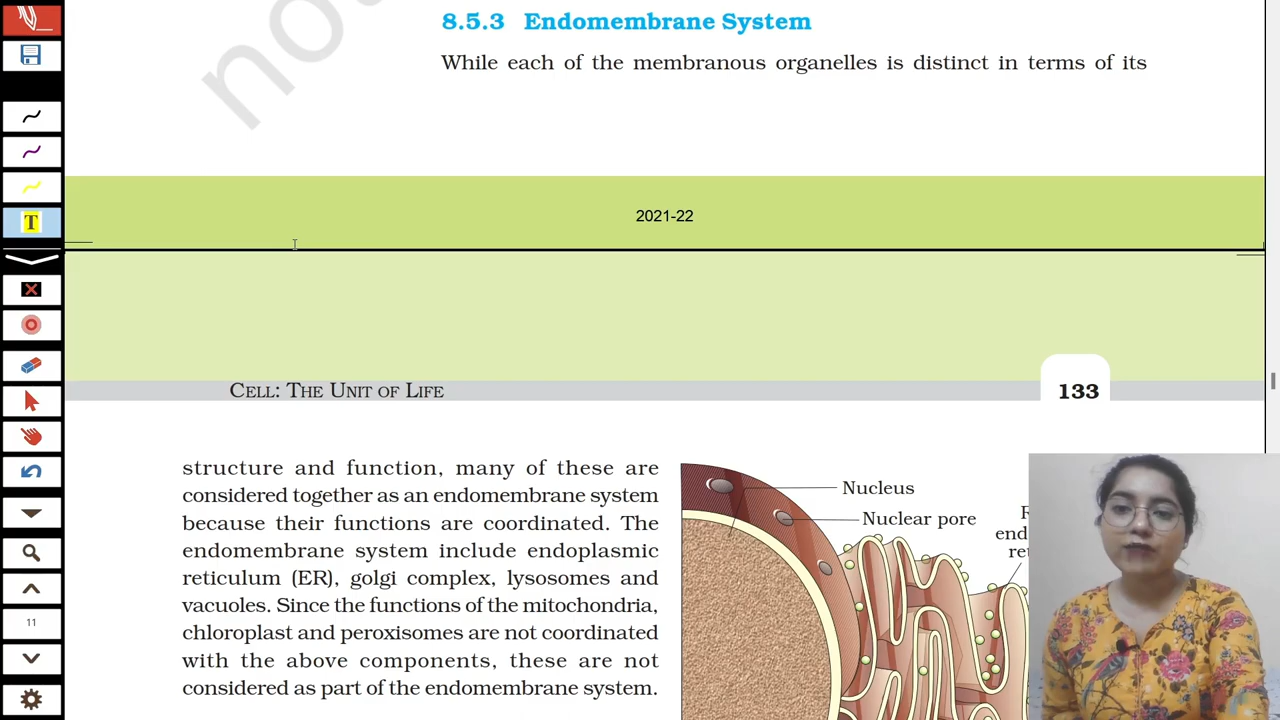 8.5.3 Endomembrane System
While each of the membranous organelles is distinct in terms of its
2021-22
CELL: THE UNIT OF LIFE
133
structure and function, many of these are
considered together as an endomembrane system
because their functions are coordinated. The
endomembrane system include endoplasmic
reticulum (ER), golgi complex, lysosomes and
vacuoles. Since the functions of the mitochondria,
chloroplast and peroxisomes are not coordinated
with the above components, these are not
considered as part of the endomembrane system.
Nucleus
Nuclear pore
T
11